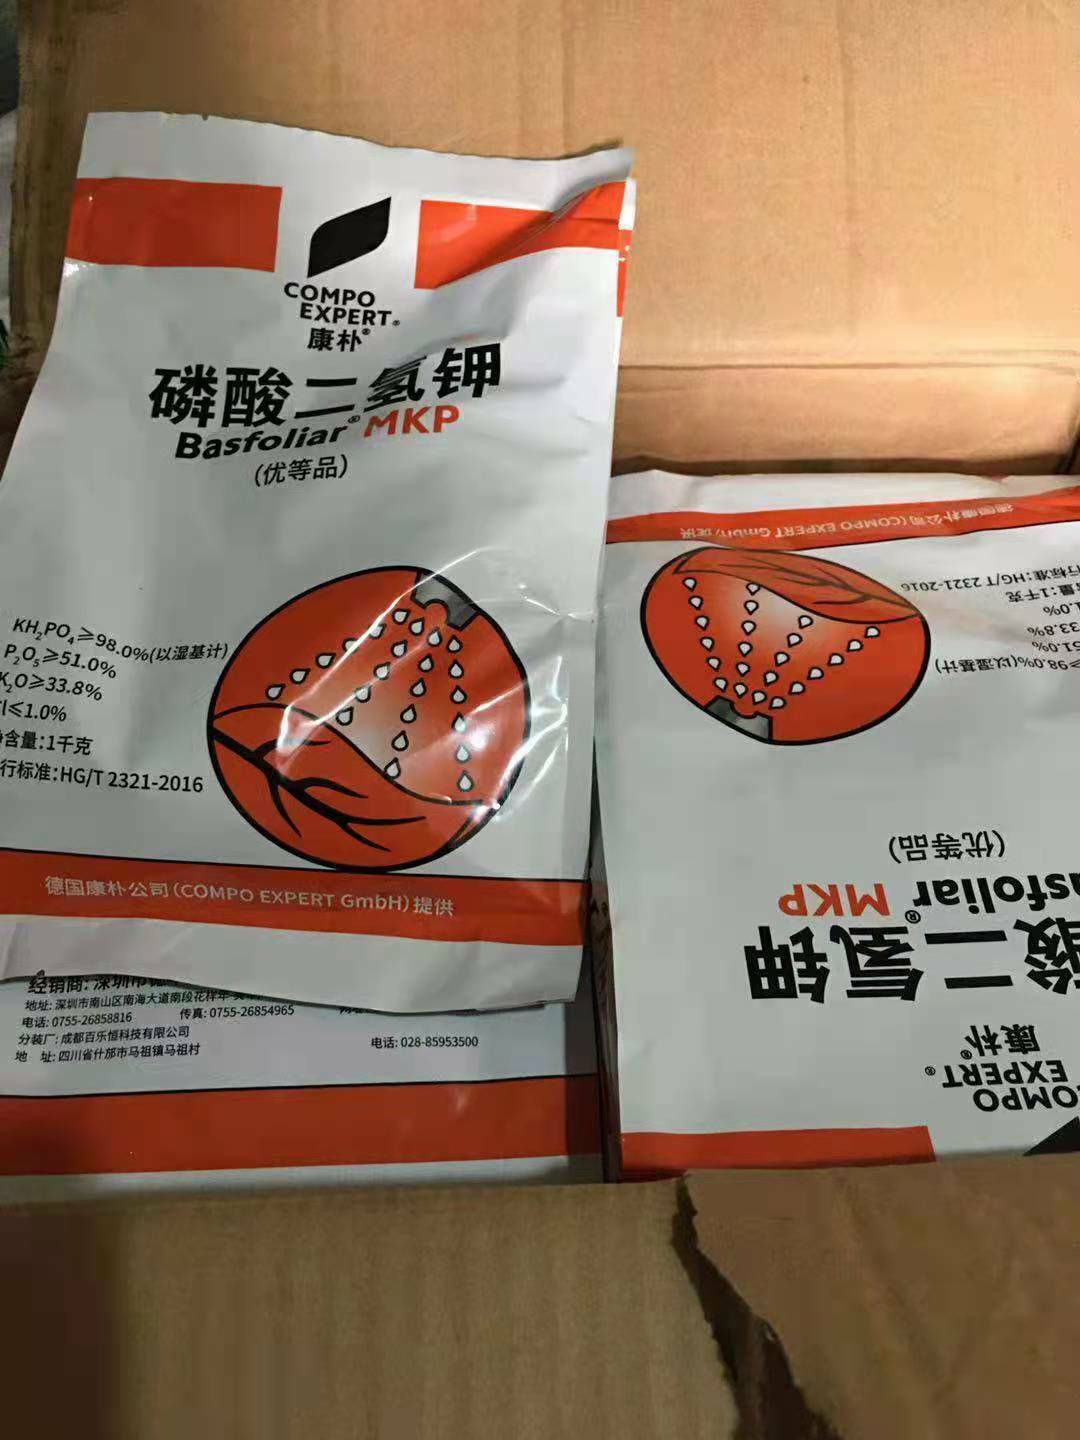 COMPO
EXPERT®
康朴®
磷酸二氢钾
Basfoliar® MKP
(优等品)
KH₂PO₄≥98.0%(以湿基计)
P₂O₅≥51.0%
K₂O≥33.8%
≤1.0%
含量:1千克
行标准:HG/T 2321-2016
德国康朴公司(COMPO EXPERT GmbH)提供
经销商:深圳市
地址:深圳市南山区南海大道南段花样年·
电话:0755-26858816 传真:0755-26854965
分装厂:成都百乐恒科技有限公司
地 址:四川省什邡市马祖镇马祖村 电话:028-85953500
OMPO
EXPERT®
康朴®
酸二氢钾
asfoliar® MKP
(优等品)
98.0%(以湿基计)
51.0%
33.8%
1.0%
量:1千克
行标准:HG/T 2321-2016
德国康朴公司(COMPO EXPERT GmbH)提供